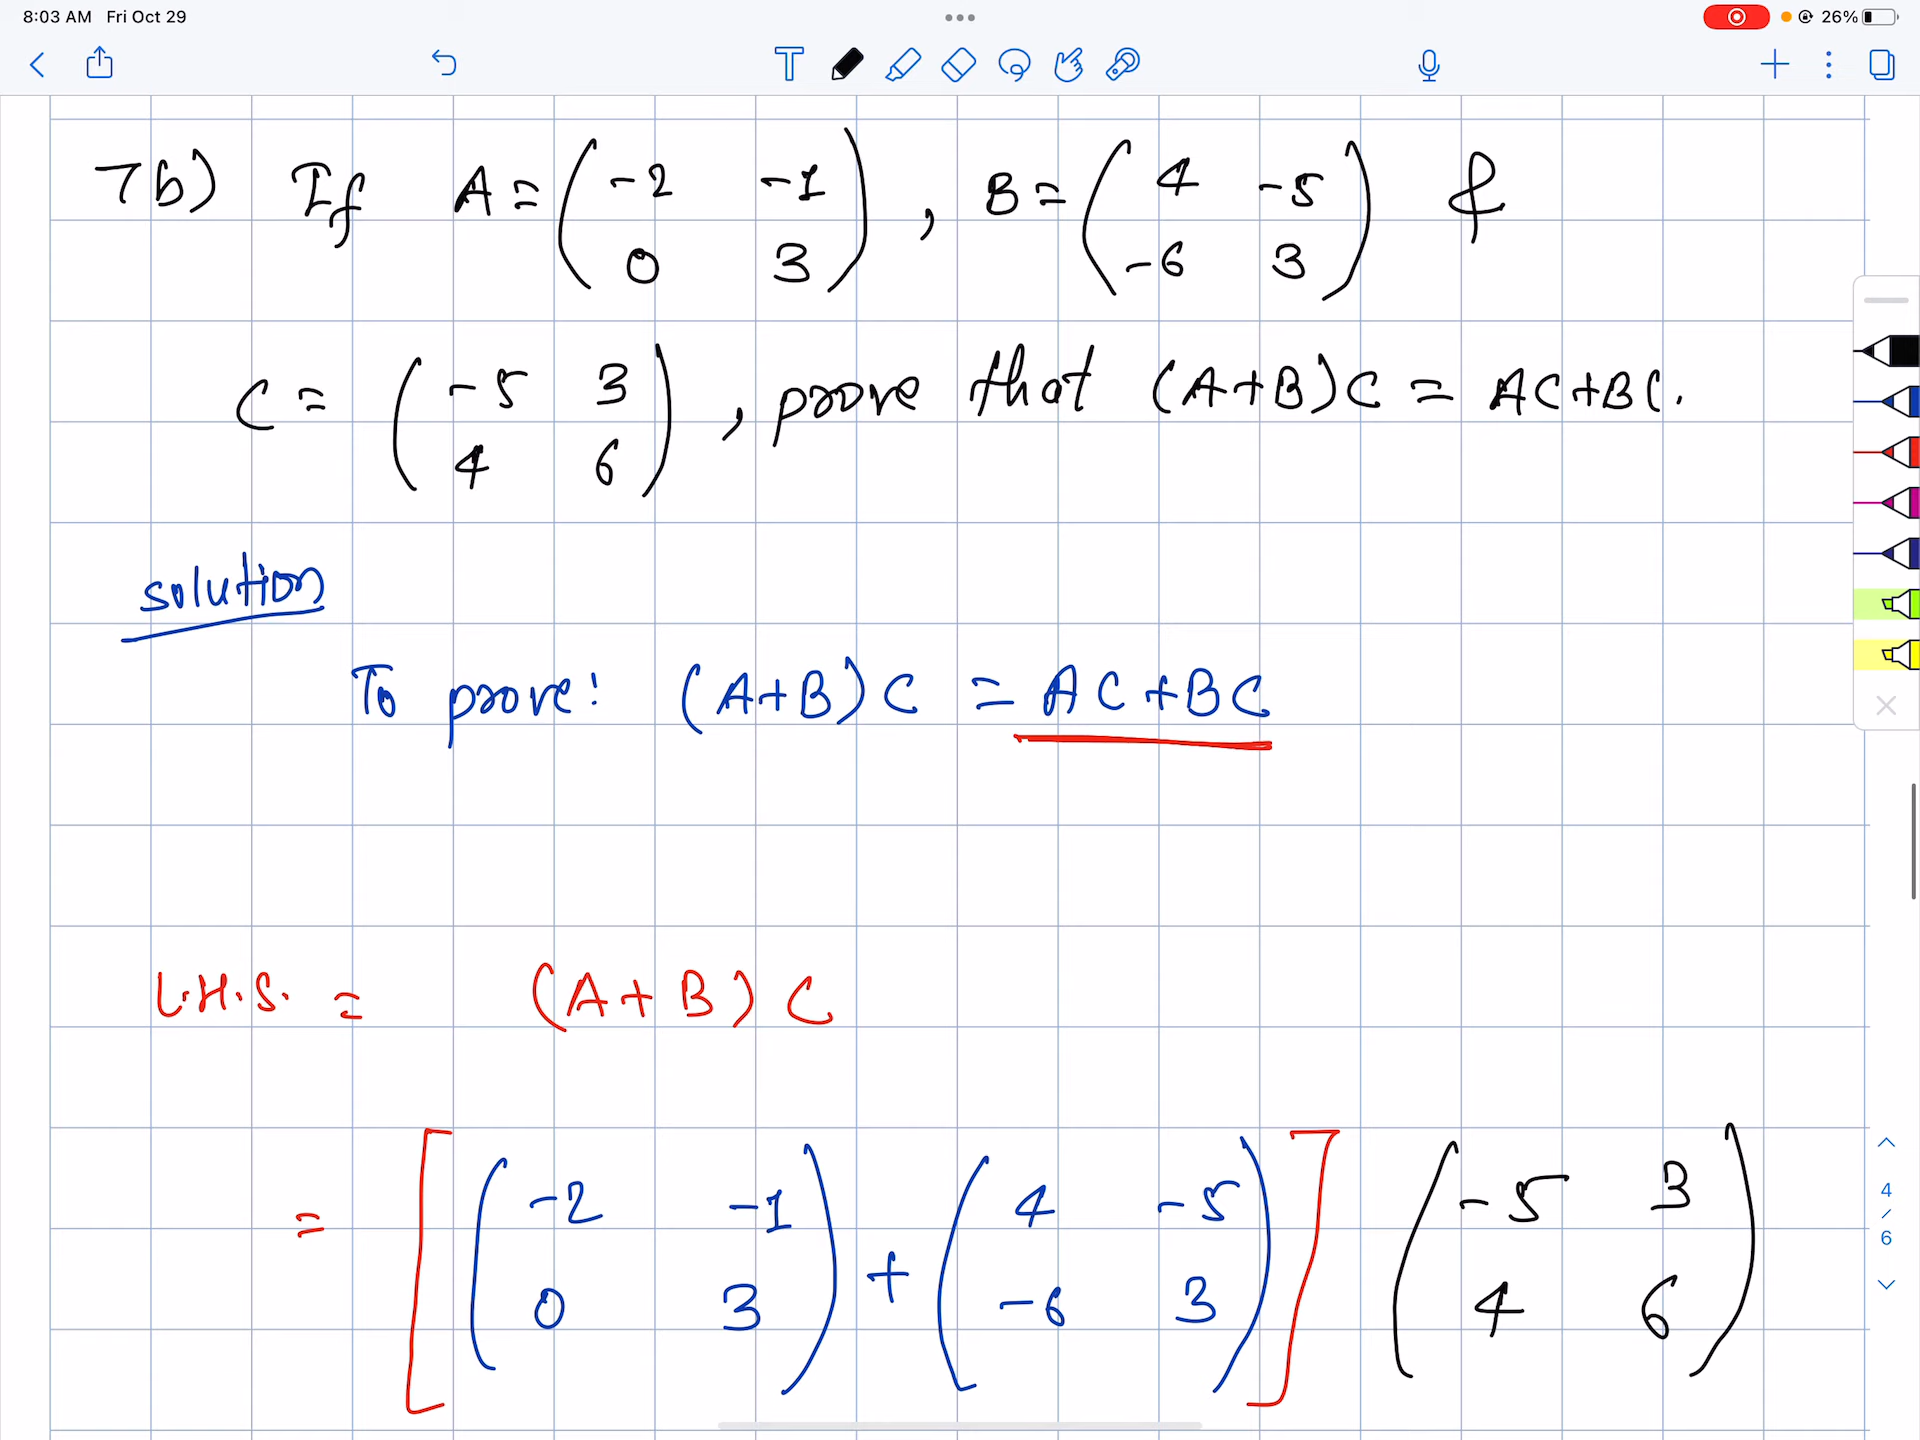 8:03 AM Fri Oct 29
26%
7b) If A = ( -2 -1 ) , B = ( 4 -5 ) &
0 3 -6 3
C = ( -5 3 ) , prove that (A+B)C = AC+BC.
4 6
solution
To prove: (A+B) C = AC+BC
L.H.S. = (A+B) C
= [ ( -2 -1 ) + ( 4 -5 ) ] ( -5 3 )
0 3 -6 3 4 6
4
/
6